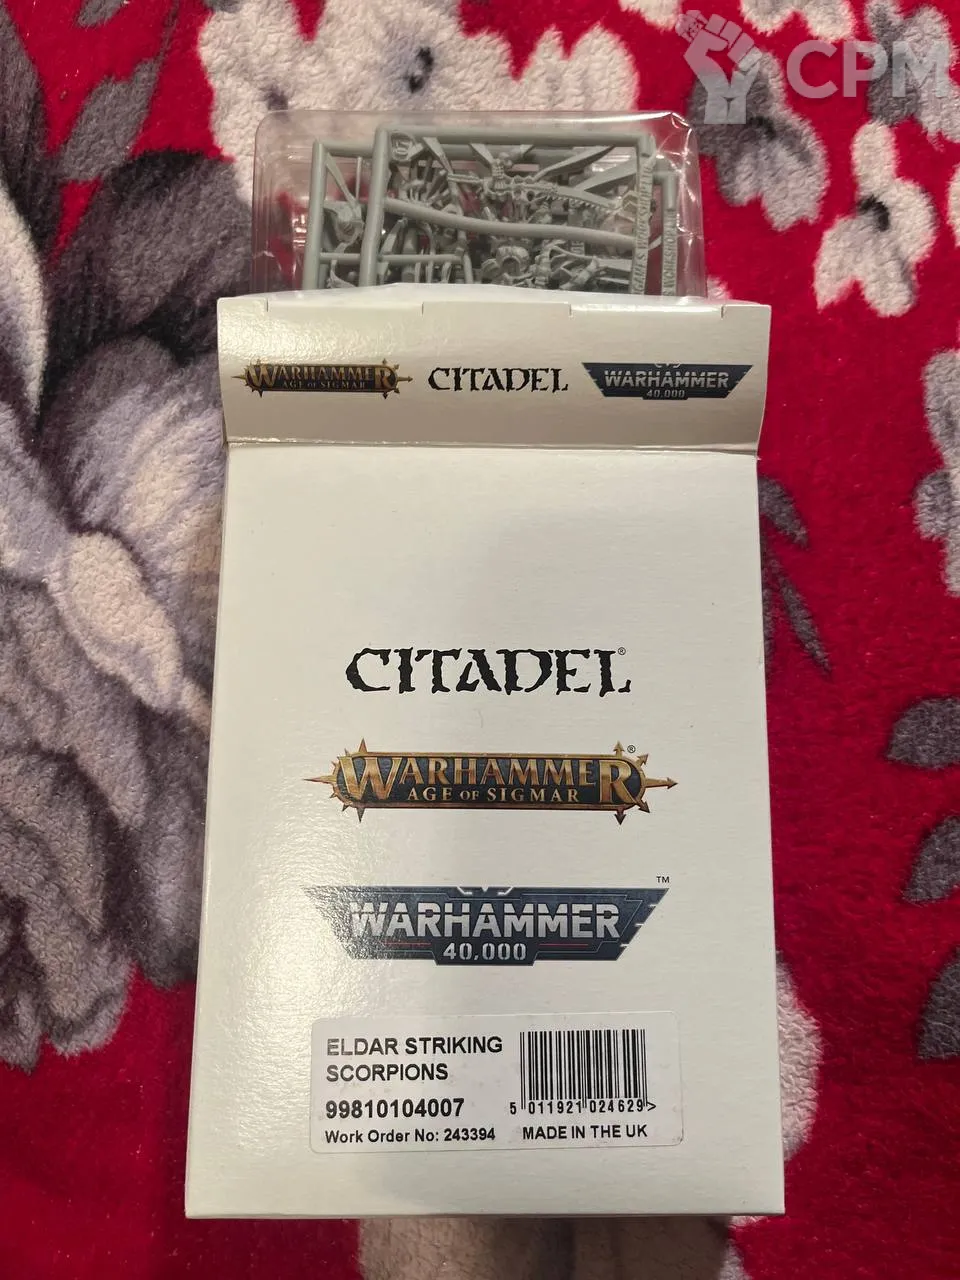 CPM
WARHAMMER
AGE OF SIGMAR
CITADEL
WARHAMMER
40,000
CITADEL®
WARHAMMER®
AGE OF SIGMAR
WARHAMMER™
40,000
ELDAR STRIKING
SCORPIONS
99810104007
Work Order No: 243394
5 011921 024629>
MADE IN THE UK